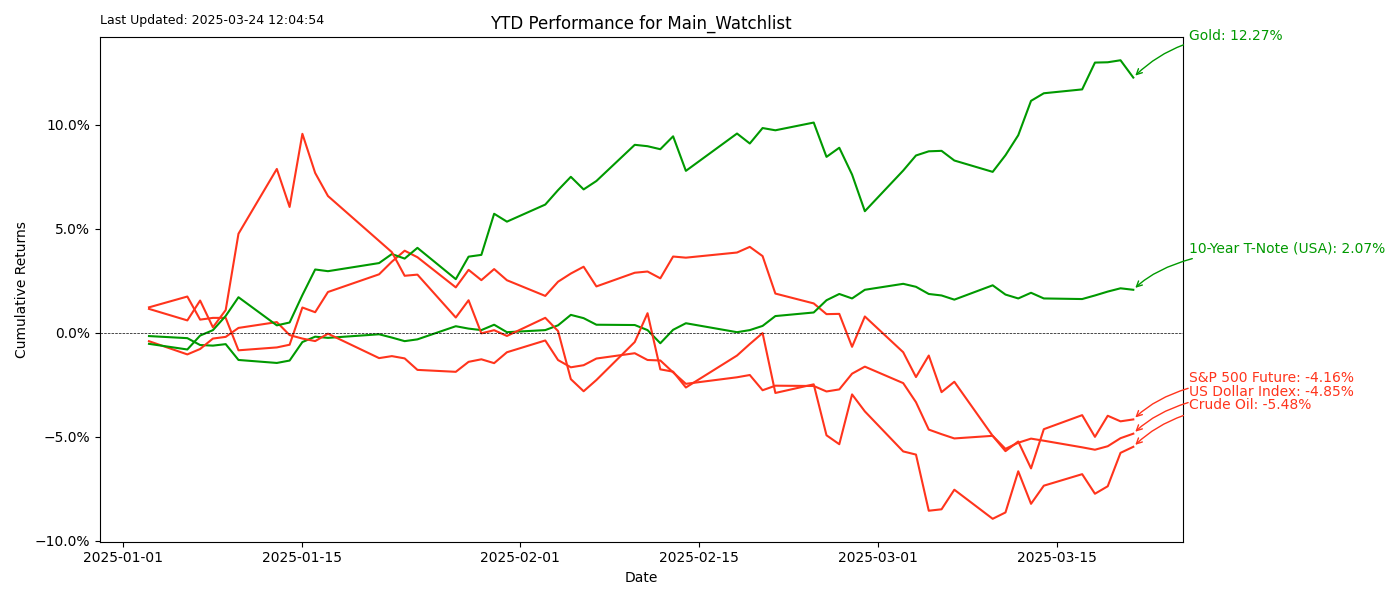 Last Updated: 2025-03-24 12:04:54
YTD Performance for Main_Watchlist
Gold: 12.27%
10-Year T-Note (USA): 2.07%
S&P 500 Future: -4.16%
US Dollar Index: -4.85%
Crude Oil: -5.48%
Cumulative Returns
10.0%
5.0%
0.0%
−5.0%
−10.0%
2025-01-01
2025-01-15
2025-02-01
2025-02-15
2025-03-01
2025-03-15
Date